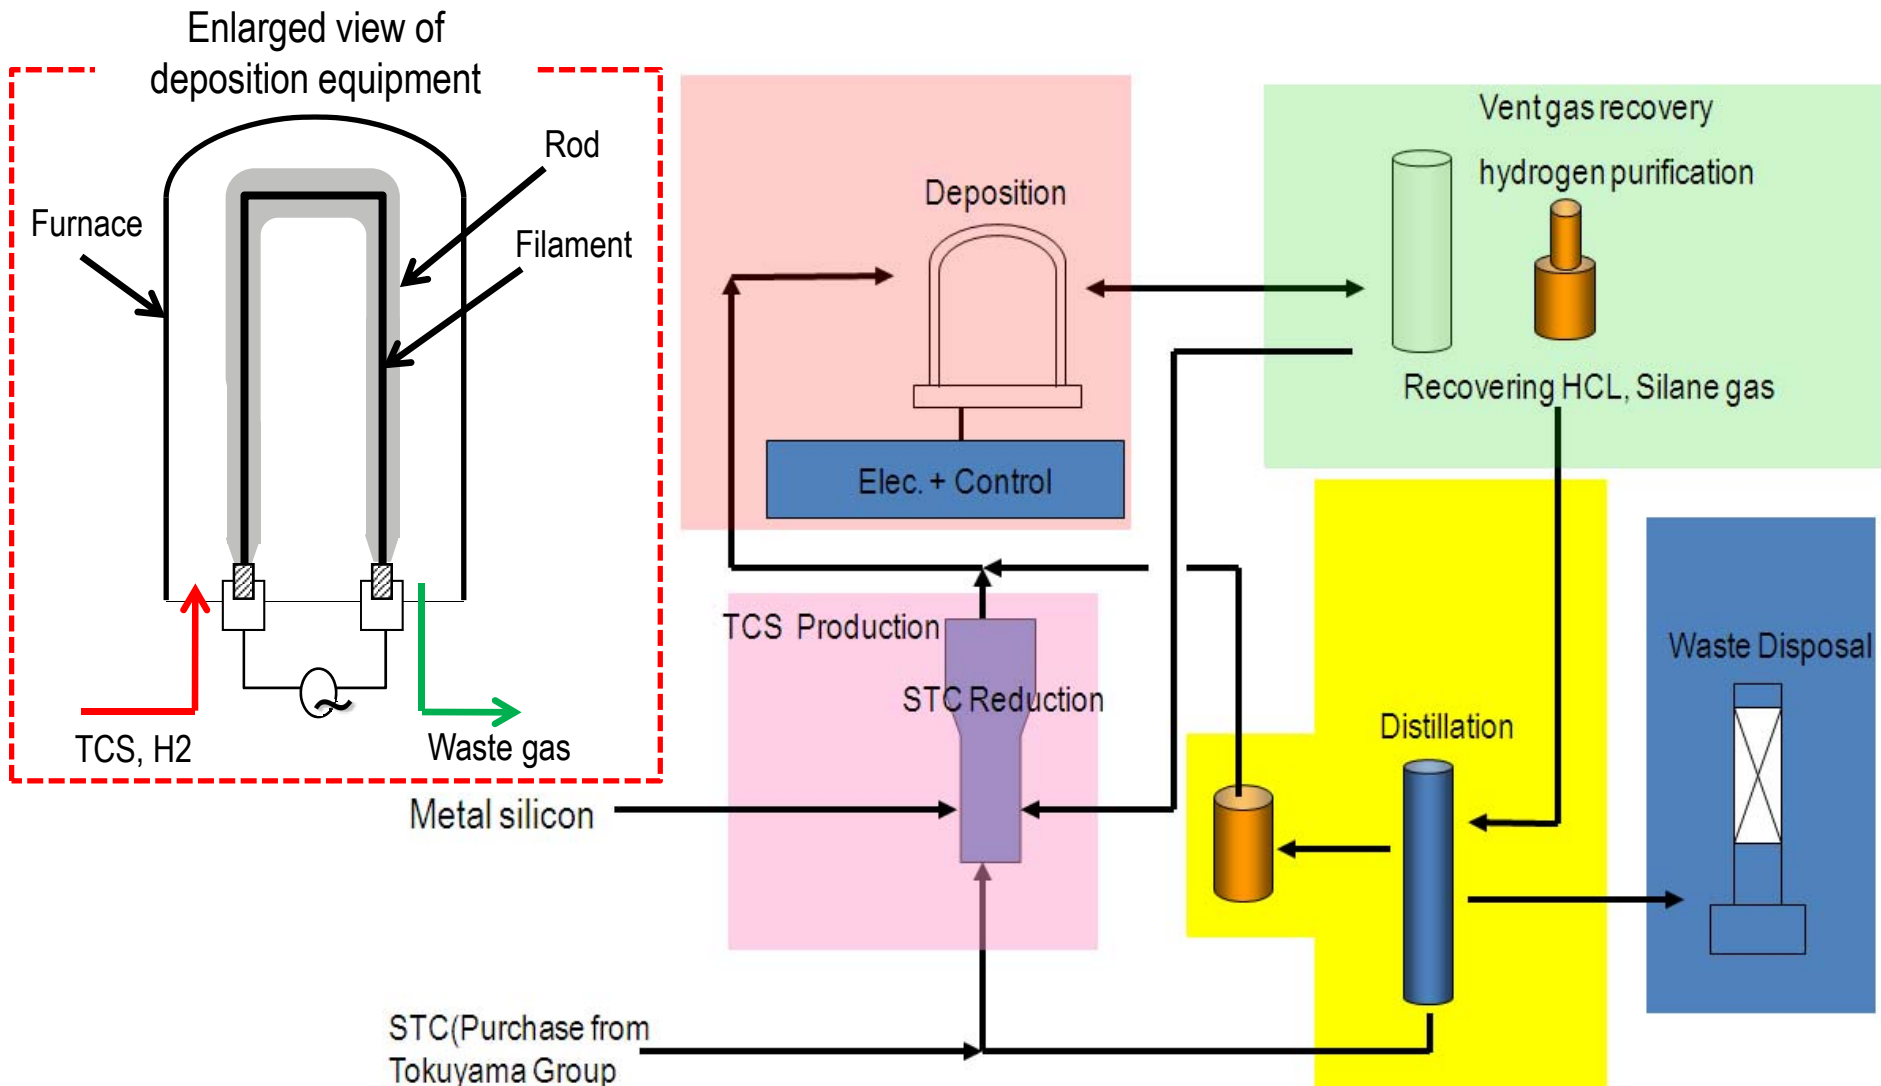 Enlarged view of
deposition equipment
Rod
Furnace
Filament
TCS, H2
Waste gas
Deposition
Elec. + Control
Vent gas recovery
hydrogen purification
Recovering HCL, Silane gas
TCS Production
STC Reduction
Metal silicon
Distillation
Waste Disposal
STC(Purchase from
Tokuyama Group